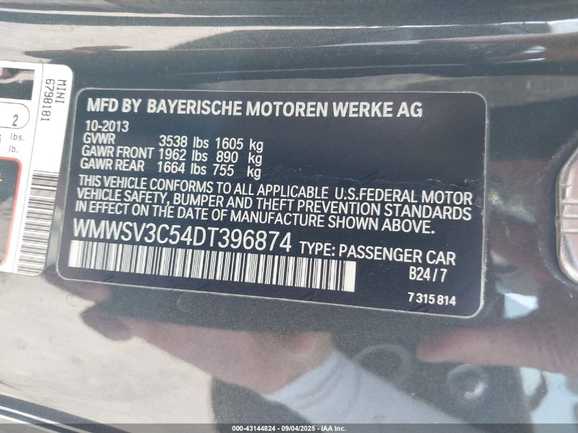 MINI
6798181
2
lbs.
lb.
MFD BY BAYERISCHE MOTOREN WERKE AG
10-2013
GVWR 3538 lbs 1605 kg
GAWR FRONT 1962 lbs 890 kg
GAWR REAR 1664 lbs 755 kg
THIS VEHICLE CONFORMS TO ALL APPLICABLE U.S.FEDERAL MOTOR
VEHICLE SAFETY, BUMPER, AND THEFT PREVENTION STANDARDS
IN EFFECT ON THE DATE OF MANUFACTURE SHOWN ABOVE.
WMWSV3C54DT396874 TYPE: PASSENGER CAR
B24/7
7 315 814
000-43144824 | 09/04/2025 | IAA Inc.